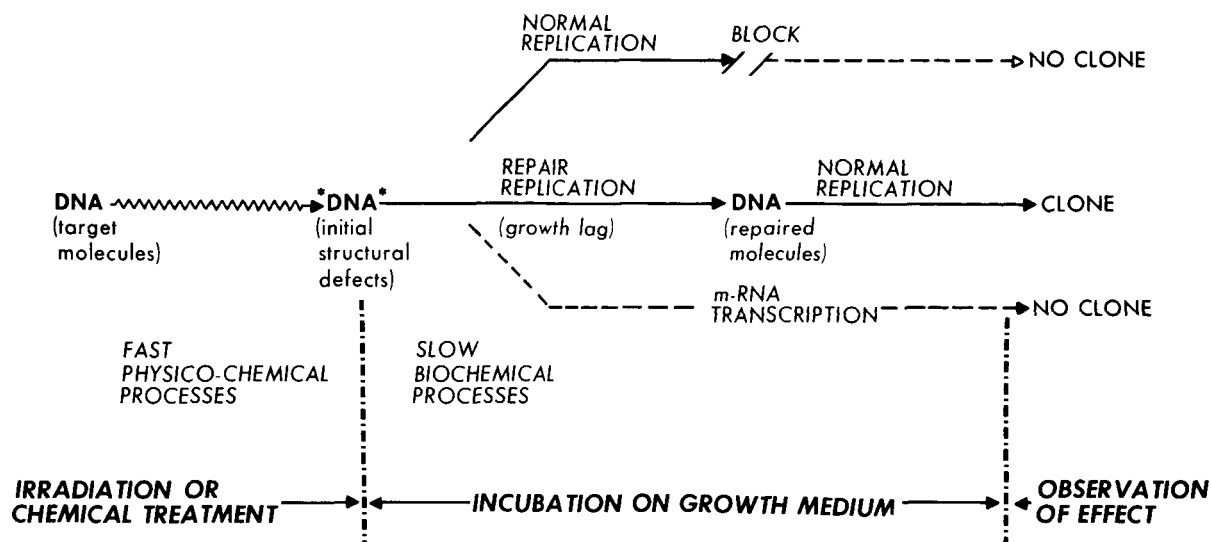 NORMAL
REPLICATION
BLOCK
NO CLONE
DNA
(target
molecules)
*DNA*
(initial
structural
defects)
REPAIR
REPLICATION
(growth lag)
DNA
(repaired
molecules)
NORMAL
REPLICATION
CLONE
m-RNA
TRANSCRIPTION
NO CLONE
FAST
PHYSICO-CHEMICAL
PROCESSES
SLOW
BIOCHEMICAL
PROCESSES
IRRADIATION OR
CHEMICAL TREATMENT
INCUBATION ON GROWTH MEDIUM
OBSERVATION
OF EFFECT